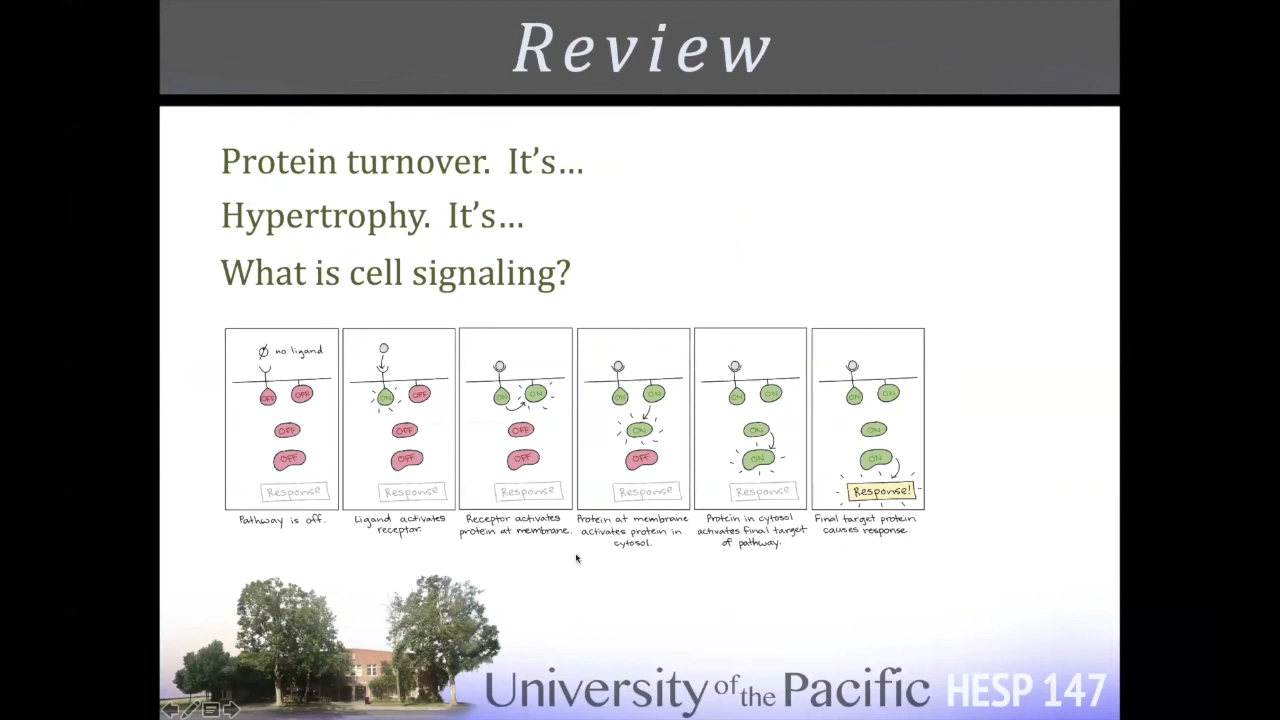 Review
Protein turnover. It's…
Hypertrophy. It's…
What is cell signaling?
no ligand
OFF OFF
OFF
OFF
Response
Pathway is off.
ON OFF
OFF
OFF
Response
Ligand activates
receptor.
ON ON
OFF
OFF
Response
Receptor activates
protein at membrane.
ON ON
ON
OFF
Response
Protein at membrane
activates protein in
cytosol.
ON ON
ON
ON
Response
Protein in cytosol
activates final target
of pathway.
ON ON
ON
ON
Response!
Final target protein
causes response.
University of the Pacific HESP 147